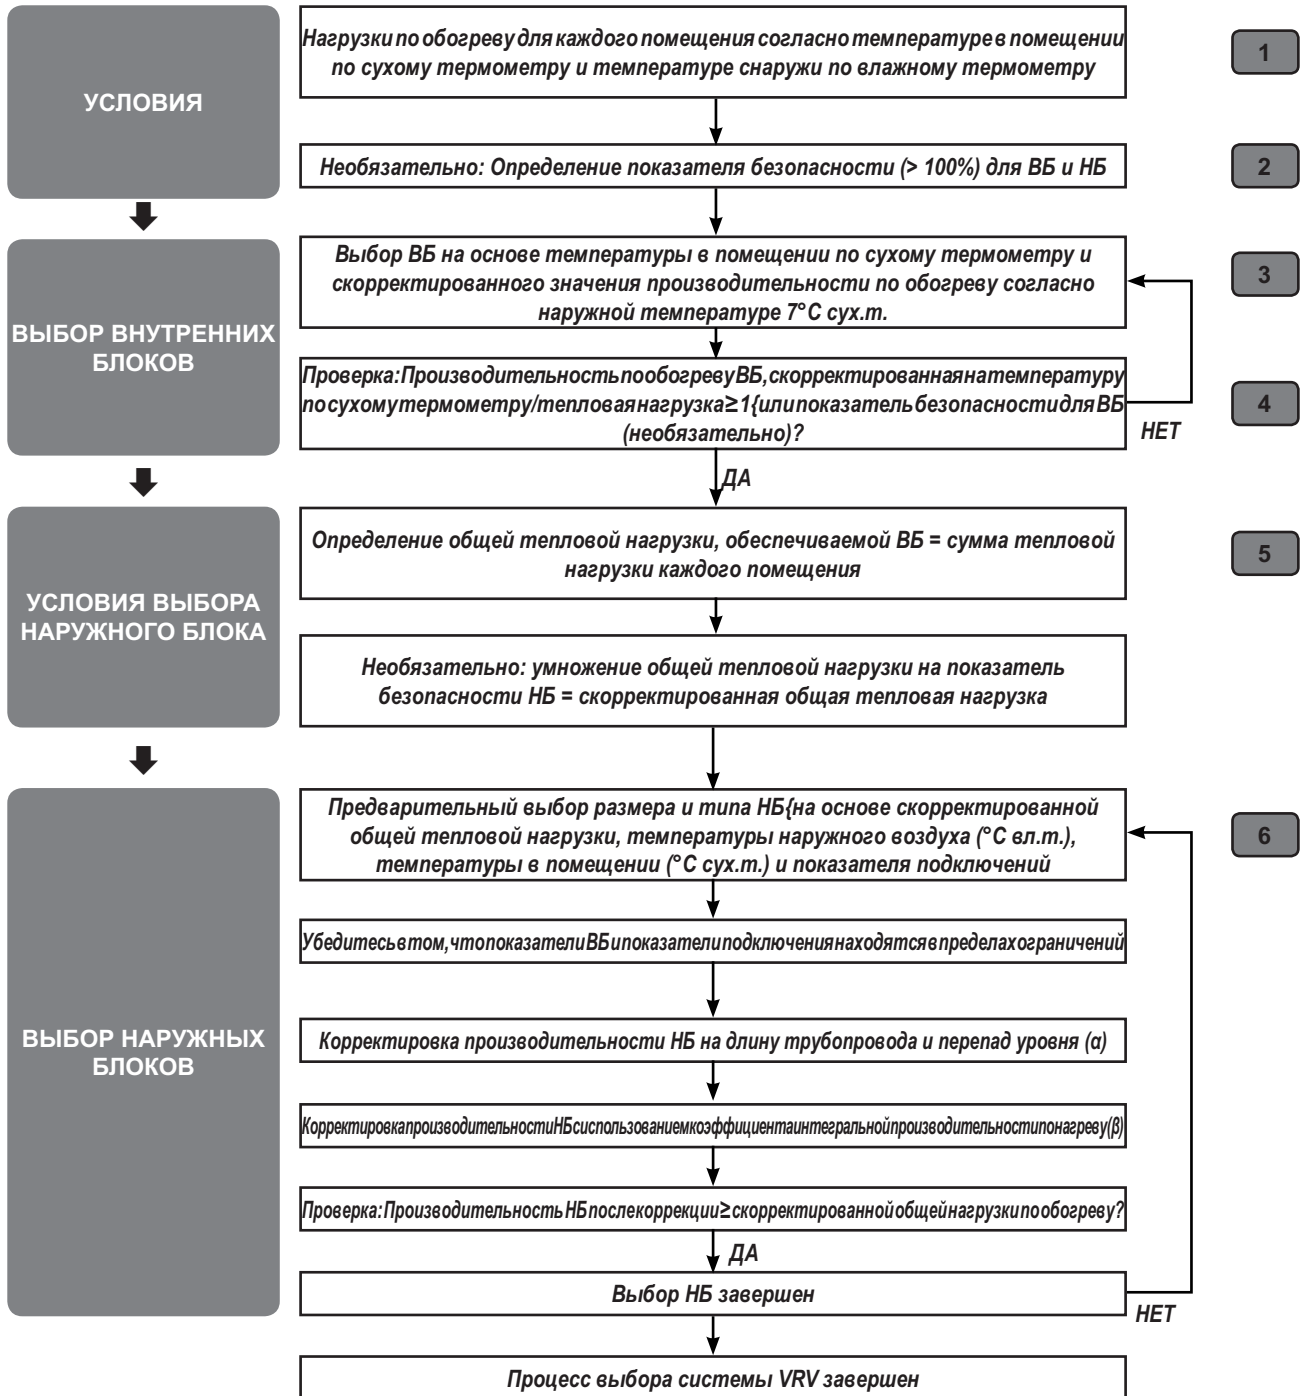 УСЛОВИЯ
Нагрузки по обогреву для каждого помещения согласно температуре в помещении
по сухому термометру и температуре снаружи по влажному термометру
1
Необязательно: Определение показателя безопасности (> 100%) для ВБ и НБ
2
ВЫБОР ВНУТРЕННИХ
БЛОКОВ
Выбор ВБ на основе температуры в помещении по сухому термометру и
скорректированного значения производительности по обогреву согласно
наружной температуре 7°C сух.т.
3
Проверка: Производительность по обогреву ВБ, скорректированная на температуру
по сухому термометру/тепловая нагрузка ≥ 1{или показатель безопасности для ВБ
(необязательно)?
4
НЕТ
ДА
УСЛОВИЯ ВЫБОРА
НАРУЖНОГО БЛОКА
Определение общей тепловой нагрузки, обеспечиваемой ВБ = сумма тепловой
нагрузки каждого помещения
5
Необязательно: умножение общей тепловой нагрузки на показатель
безопасности НБ = скорректированная общая тепловая нагрузка
ВЫБОР НАРУЖНЫХ
БЛОКОВ
Предварительный выбор размера и типа НБ{на основе скорректированной
общей тепловой нагрузки, температуры наружного воздуха (°C вл.т.),
температуры в помещении (°C сух.т.) и показателя подключений
6
Убедитесь в том, что показатели ВБ и показатели подключения находятся в пределах ограничений
Корректировка производительности НБ на длину трубопровода и перепад уровня (α)
Корректировка производительности НБ с использованием коэффициента интегральной производительности по нагреву (β)
Проверка: Производительность НБ после коррекции ≥ скорректированной общей нагрузки по обогреву?
ДА
Выбор НБ завершен
НЕТ
Процесс выбора системы VRV завершен